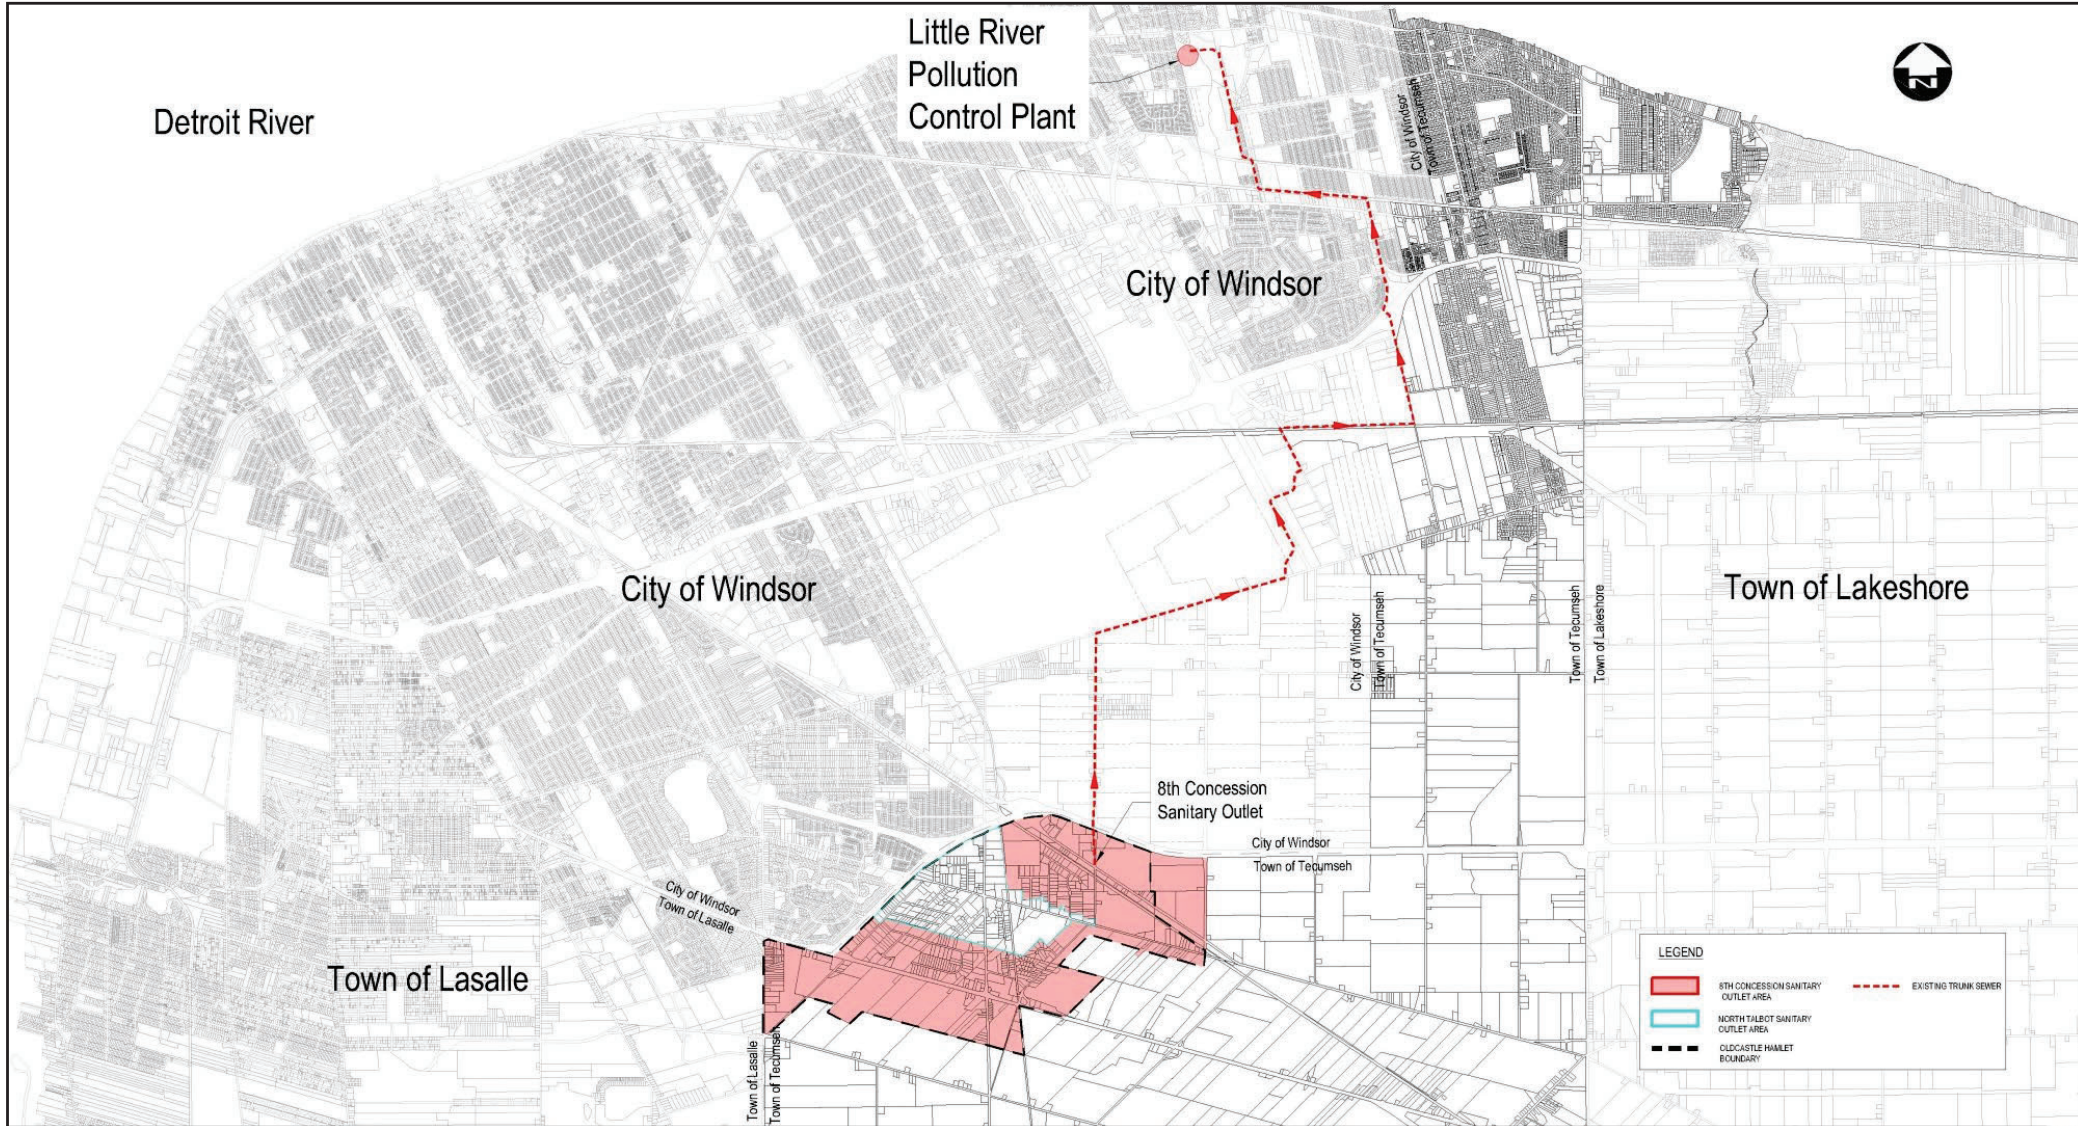 Little River
Pollution
Control Plant
Detroit River
N
City of Windsor
Town of Tecumseh
City of Windsor
City of Windsor
Town of Lakeshore
City of Windsor
Town of Tecumseh
Town of Tecumseh
Town of Lakeshore
8th Concession
Sanitary Outlet
City of Windsor
Town of Tecumseh
City of Windsor
Town of Lasalle
Town of Lasalle
Town of Lasalle
Town of Tecumseh
LEGEND
8TH CONCESSION SANITARY
OUTLET AREA
EXISTING TRUNK SEWER
NORTH TALBOT SANITARY
OUTLET AREA
OLDCASTLE HAMLET
BOUNDARY